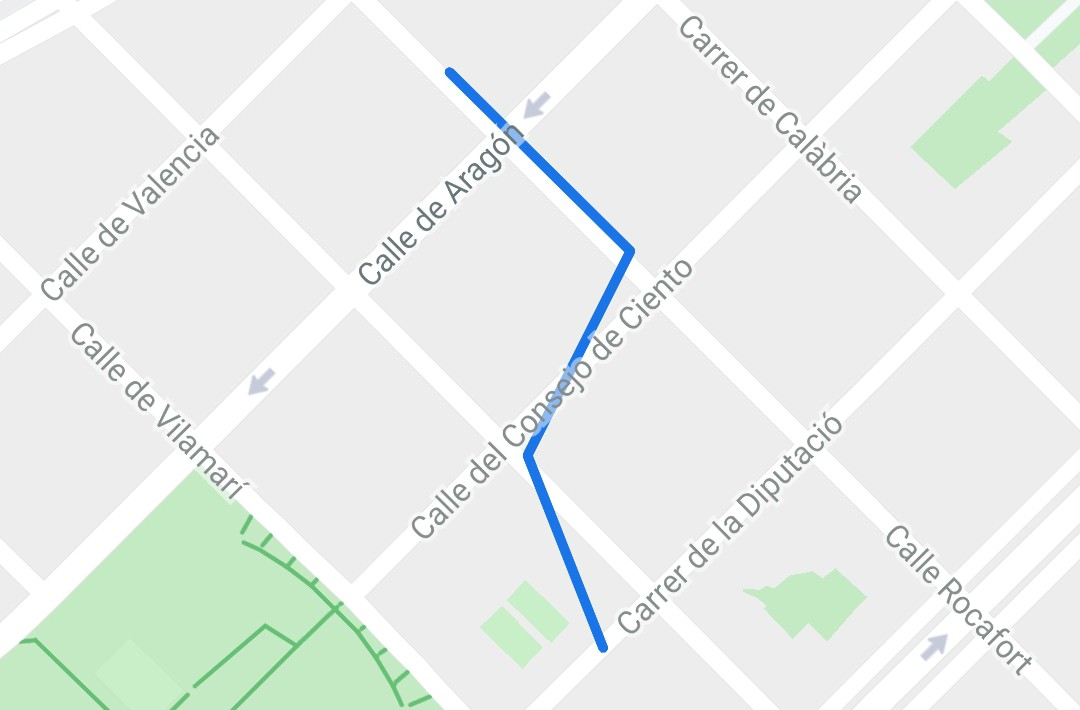 Carrer de Calàbria
Calle de Valencia
Calle de Aragón
Calle de Vilamarí
Calle del Consejo de Ciento
Carrer de la Diputació
Calle Rocafort